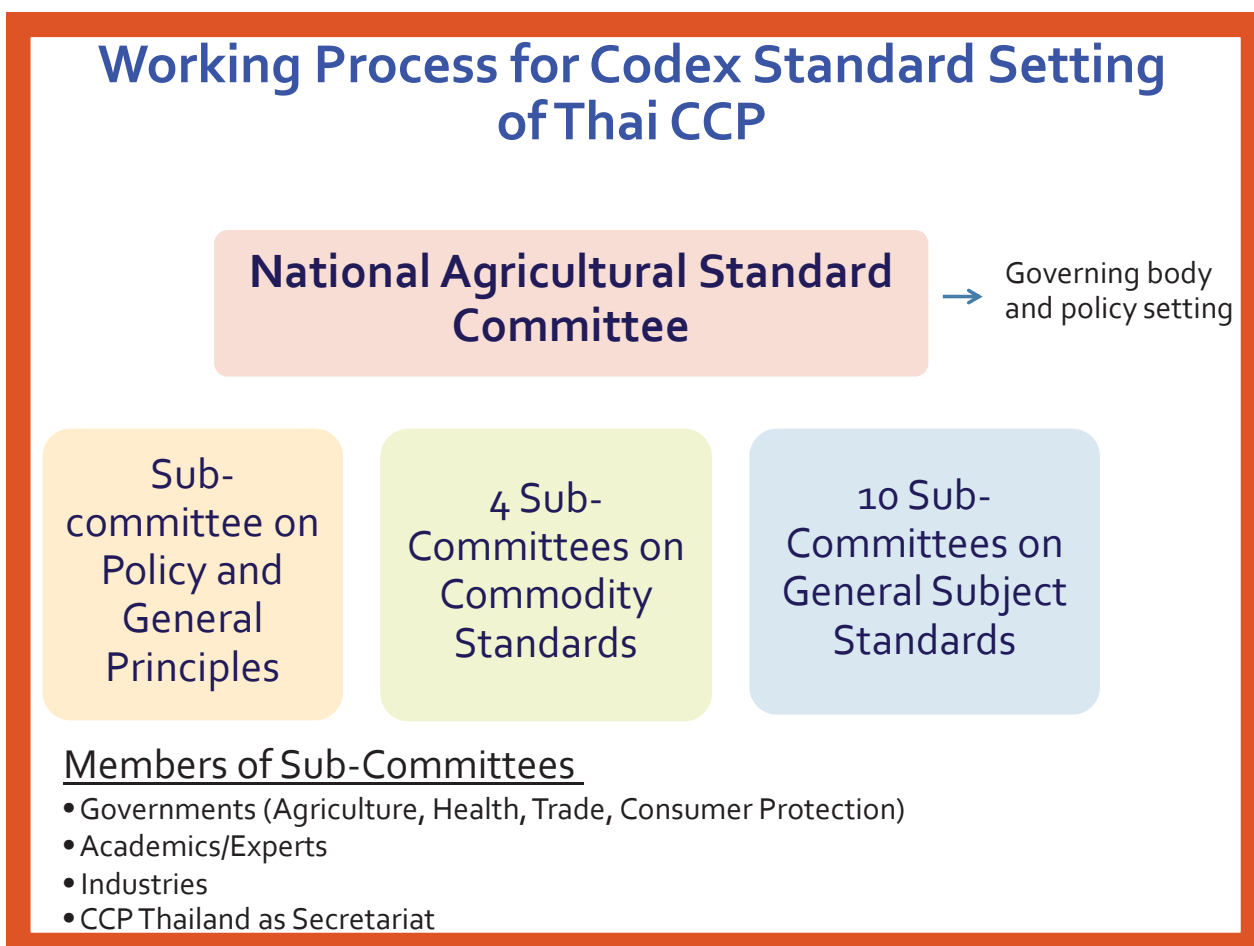 Working Process for Codex Standard Setting
of Thai CCP
National Agricultural Standard
Committee
Governing body
and policy setting
Sub-
committee on
Policy and
General
Principles
4 Sub-
Committees on
Commodity
Standards
10 Sub-
Committees on
General Subject
Standards
Members of Sub-Committees
• Governments (Agriculture, Health, Trade, Consumer Protection)
• Academics/Experts
• Industries
• CCP Thailand as Secretariat